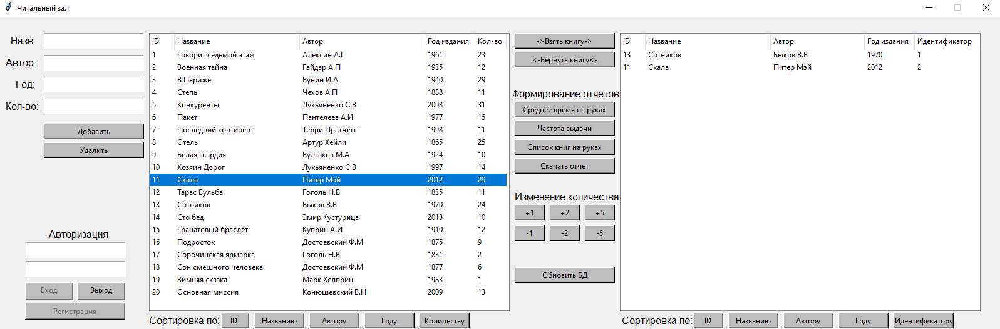 Читальный зал
Назв:
Автор:
Год:
Кол-во:
Добавить
Удалить
Авторизация
Вход Выход
Регистрация
ID Название Автор Год издания Кол-во
1 Говорит седьмой этаж Алексин А.Г 1961 23
2 Военная тайна Гайдар А.П 1935 12
3 В Париже Бунин И.А 1940 29
4 Степь Чехов А.П 1888 11
5 Конкуренты Лукьяненко С.В 2008 31
6 Пакет Пантелеев А.И 1977 15
7 Последний континент Терри Пратчетт 1998 11
8 Отель Артур Хейли 1865 25
9 Белая гвардия Булгаков М.А 1924 10
10 Хозяин Дорог Лукьяненко С.В 1997 14
11 Скала Питер Мэй 2012 29
12 Тарас Бульба Гоголь Н.В 1835 11
13 Сотников Быков В.В 1970 24
14 Сто бед Эмир Кустурица 2013 10
15 Гранатовый браслет Куприн А.И 1910 12
16 Подросток Достоевский Ф.М 1875 9
17 Сорочинская ярмарка Гоголь Н.В 1831 2
18 Сон смешного человека Достоевский Ф.М 1877 6
19 Зимняя сказка Марк Хелприн 1983 1
20 Основная миссия Конюшевский В.Н 2009 13
Сортировка по: ID Названию Автору Году Количеству
->Взять книгу->
<-Вернуть книгу<-
Формирование отчетов
Среднее время на руках
Частота выдачи
Список книг на руках
Скачать отчет
Изменение количества
+1 +2 +5
-1 -2 -5
Обновить БД
ID Название Автор Год издания Идентификатор
13 Сотников Быков В.В 1970 1
11 Скала Питер Мэй 2012 2
Сортировка по: ID Названию Автору Году Идентификатору